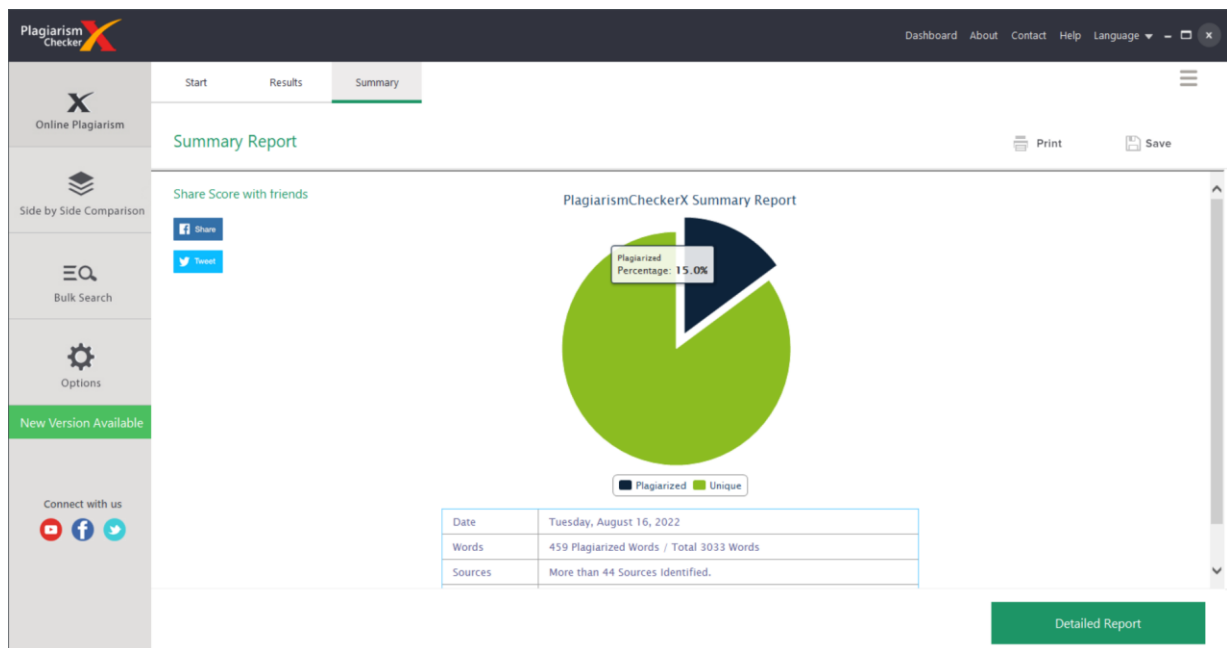 Plagiarism
Checker
Dashboard About Contact Help Language
Start Results Summary
Online Plagiarism
Summary Report
Print Save
Share Score with friends
Side by Side Comparison
PlagiarismCheckerX Summary Report
Share
Tweet
Plagiarized
Percentage: 15.0%
Bulk Search
Options
New Version Available
Plagiarized Unique
Connect with us
Date Tuesday, August 16, 2022
Words 459 Plagiarized Words / Total 3033 Words
Sources More than 44 Sources Identified.
Detailed Report